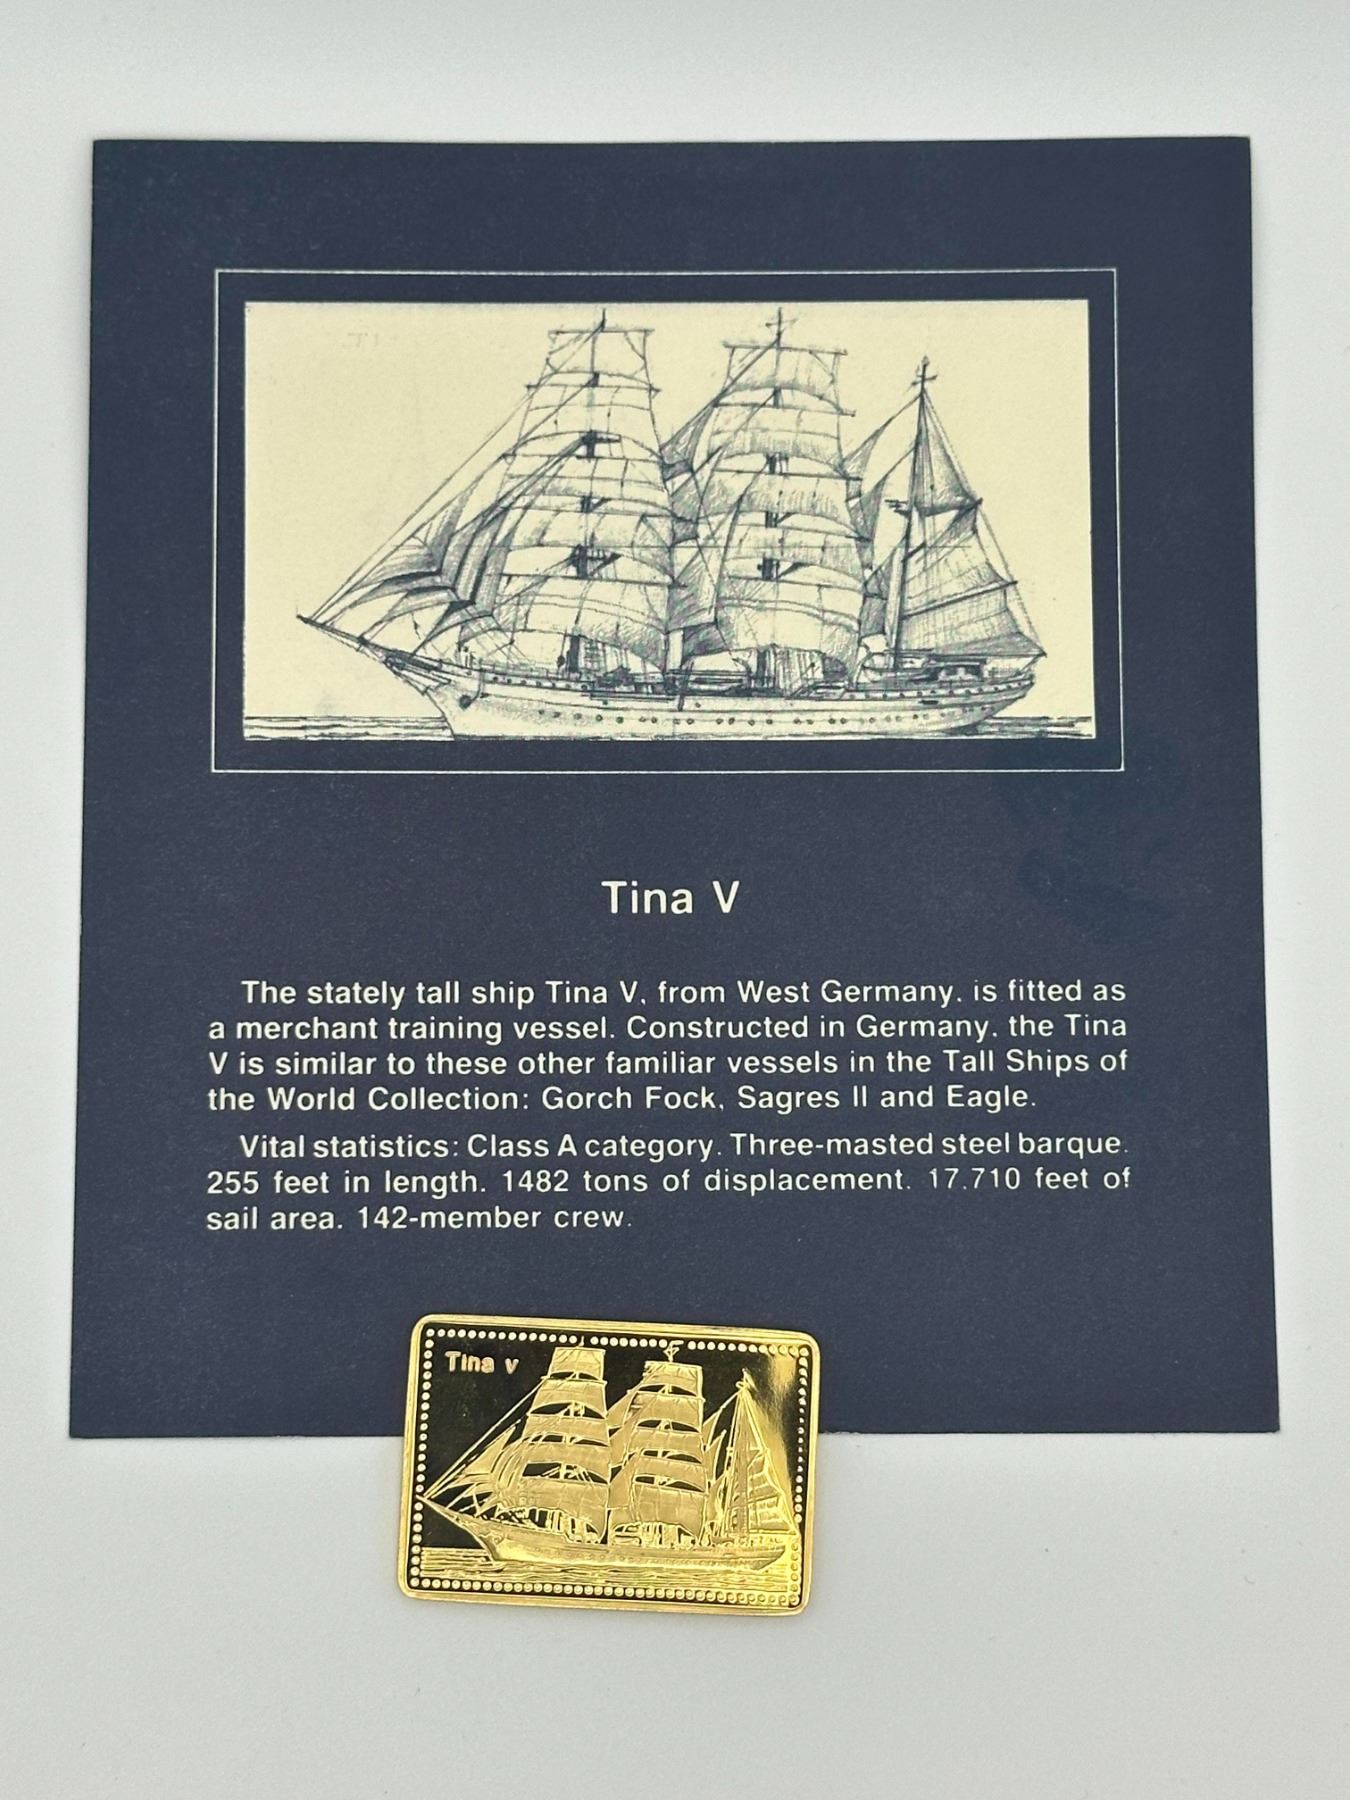 Tina V
The stately tall ship Tina V, from West Germany, is fitted as
a merchant training vessel. Constructed in Germany, the Tina
V is similar to these other familiar vessels in the Tall Ships of
the World Collection: Gorch Fock, Sagres II and Eagle.
Vital statistics: Class A category. Three-masted steel barque.
255 feet in length. 1482 tons of displacement. 17,710 feet of
sail area. 142-member crew.
Tina v